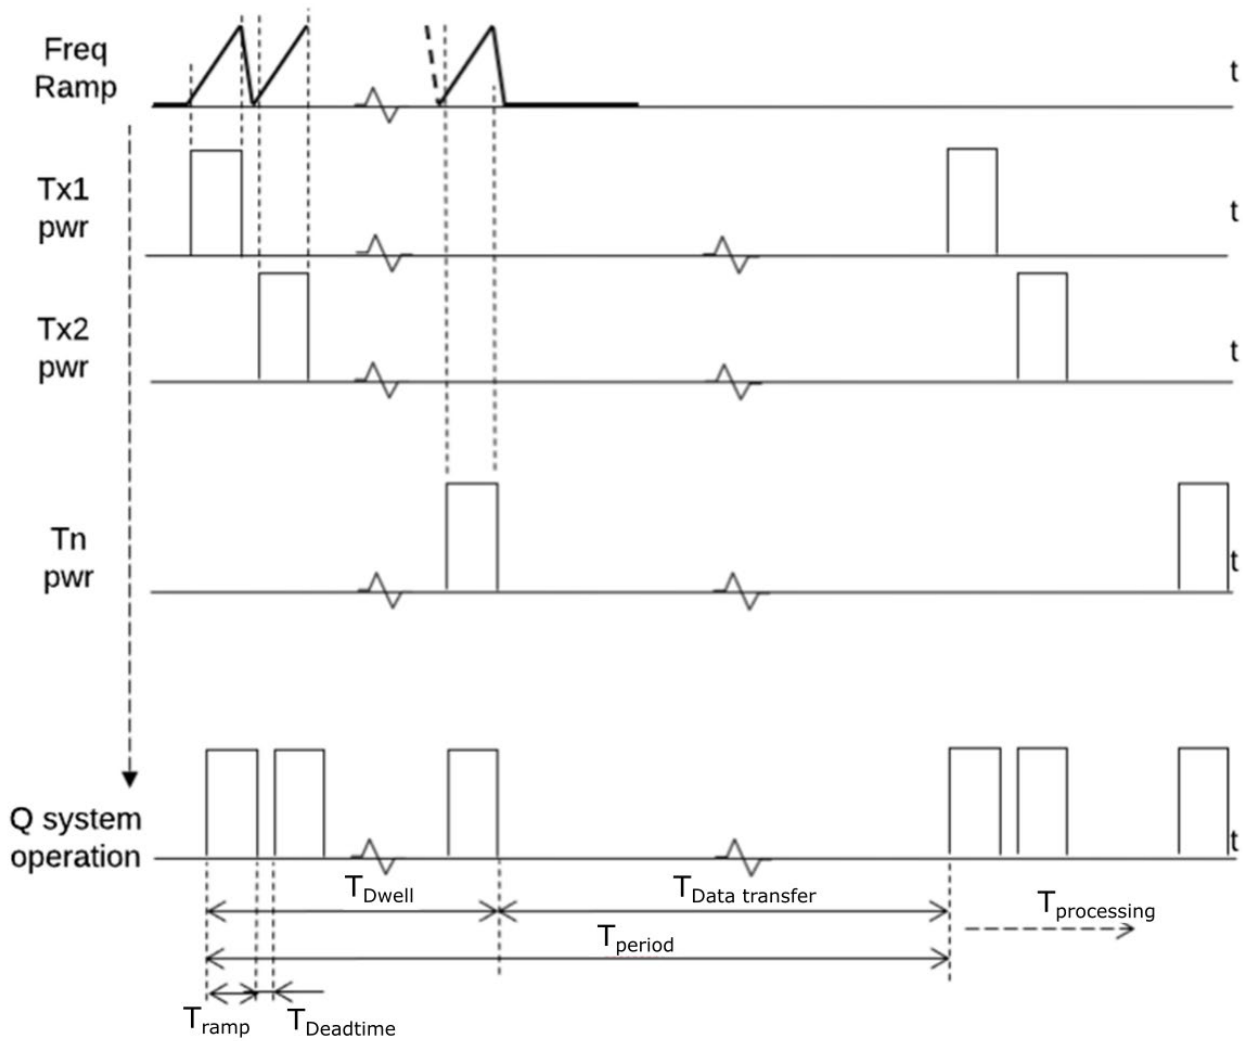 Freq
Ramp
t
Tx1
pwr
t
Tx2
pwr
t
Tn
pwr
t
Q system
operation
t
TDwell
TData transfer
Tprocessing
Tperiod
Tramp
TDeadtime